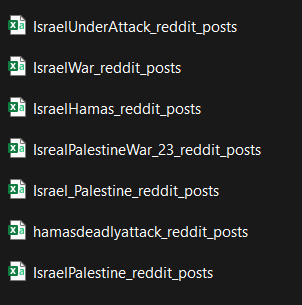 IsraelUnderAttack_reddit_posts
IsraelWar_reddit_posts
IsraelHamas_reddit_posts
IsrealPalestineWar_23_reddit_posts
Israel_Palestine_reddit_posts
hamasdeadlyattack_reddit_posts
IsraelPalestine_reddit_posts